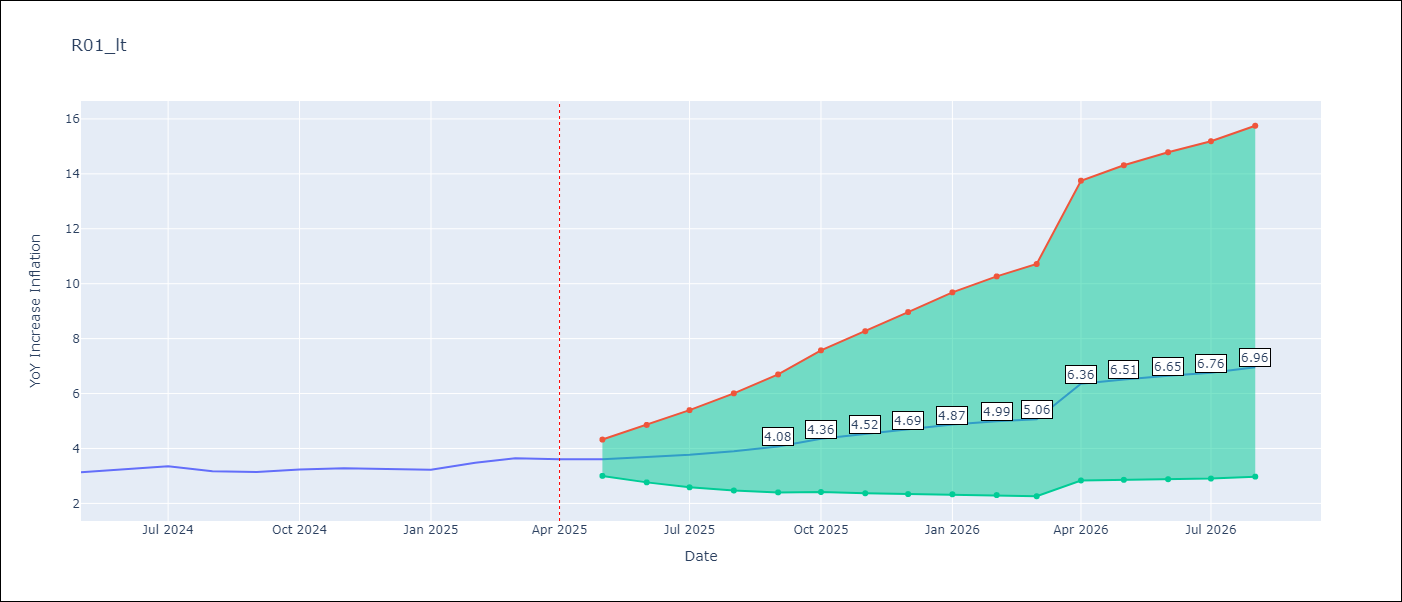 R01_lt
YoY Increase Inflation
16
14
12
10
8
6
4
2
4.08
4.36
4.52
4.69
4.87
4.99
5.06
6.36
6.51
6.65
6.76
6.96
Jul 2024
Oct 2024
Jan 2025
Apr 2025
Jul 2025
Oct 2025
Jan 2026
Apr 2026
Jul 2026
Date